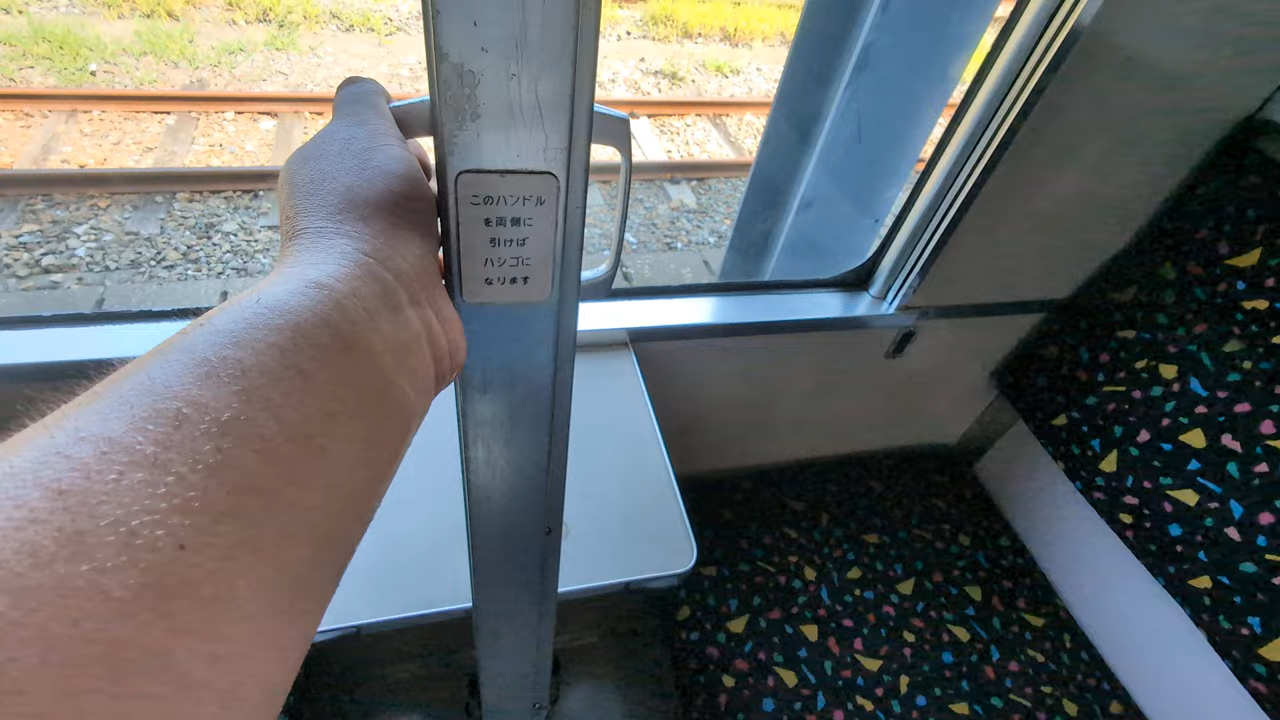 このハンドル
を両側に
引けば
ハシゴに
なります